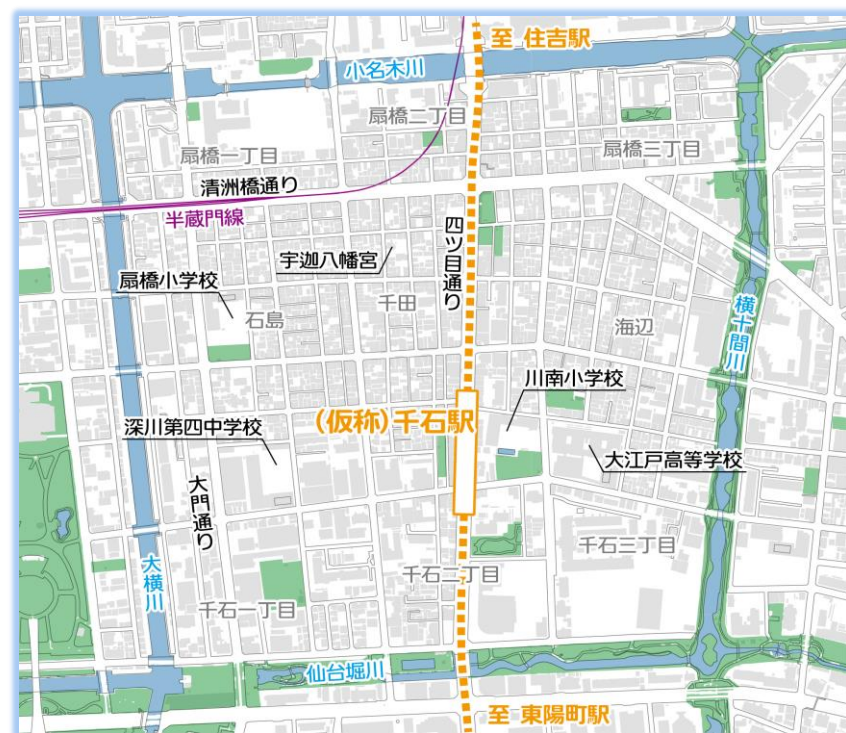 至 住吉駅
小名木川
扇橋二丁目
扇橋一丁目
扇橋三丁目
清洲橋通り
半蔵門線
四ツ目通り
宇迦八幡宮
扇橋小学校
千田
石島
海辺
横十間川
川南小学校
(仮称)千石駅
深川第四中学校
大江戸高等学校
大門通り
千石三丁目
大横川
千石二丁目
千石一丁目
仙台堀川
至 東陽町駅